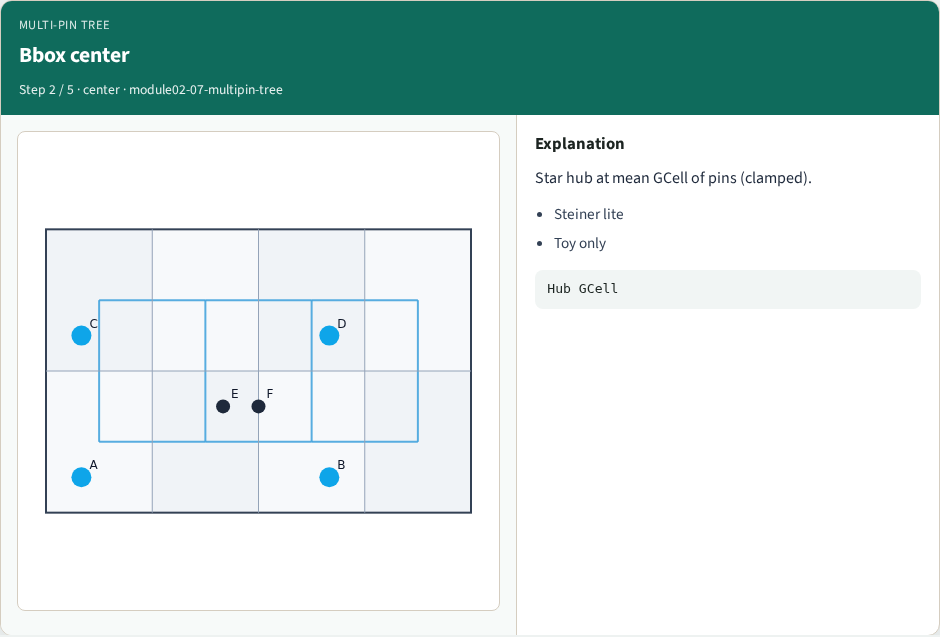 MULTI-PIN TREE
Bbox center
Step 2 / 5 · center · module02-07-multipin-tree
C
D
E
F
A
B
Explanation
Star hub at mean GCell of pins (clamped).
• Steiner lite
• Toy only
Hub GCell